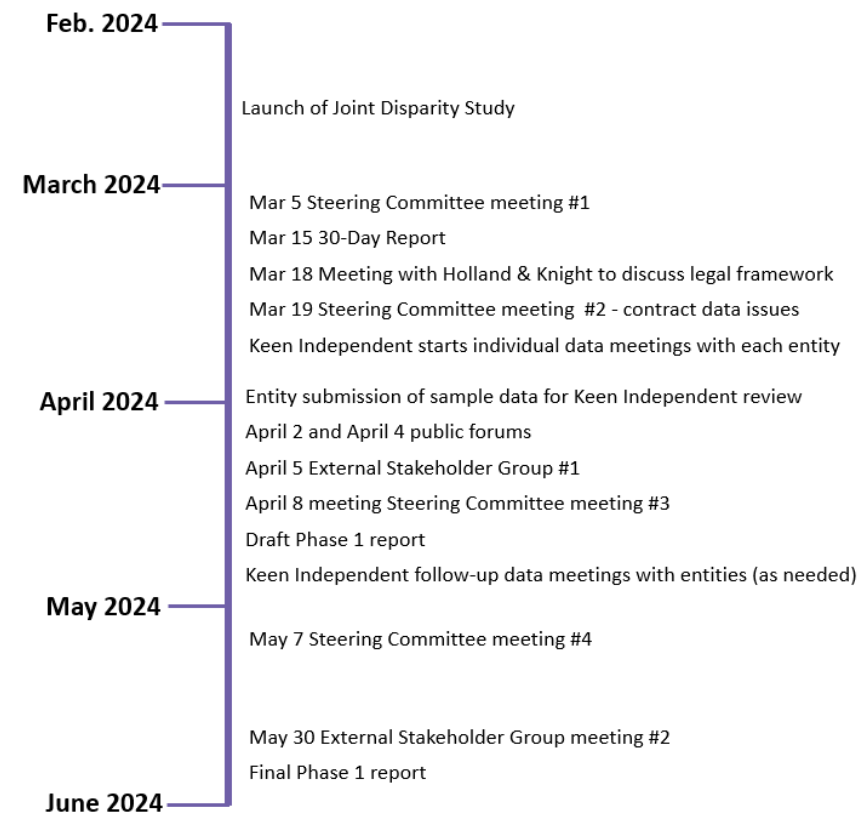 Feb. 2024
Launch of Joint Disparity Study
March 2024
Mar 5 Steering Committee meeting #1
Mar 15 30-Day Report
Mar 18 Meeting with Holland & Knight to discuss legal framework
Mar 19 Steering Committee meeting #2 - contract data issues
Keen Independent starts individual data meetings with each entity
April 2024
Entity submission of sample data for Keen Independent review
April 2 and April 4 public forums
April 5 External Stakeholder Group #1
April 8 meeting Steering Committee meeting #3
Draft Phase 1 report
Keen Independent follow-up data meetings with entities (as needed)
May 2024
May 7 Steering Committee meeting #4
May 30 External Stakeholder Group meeting #2
Final Phase 1 report
June 2024